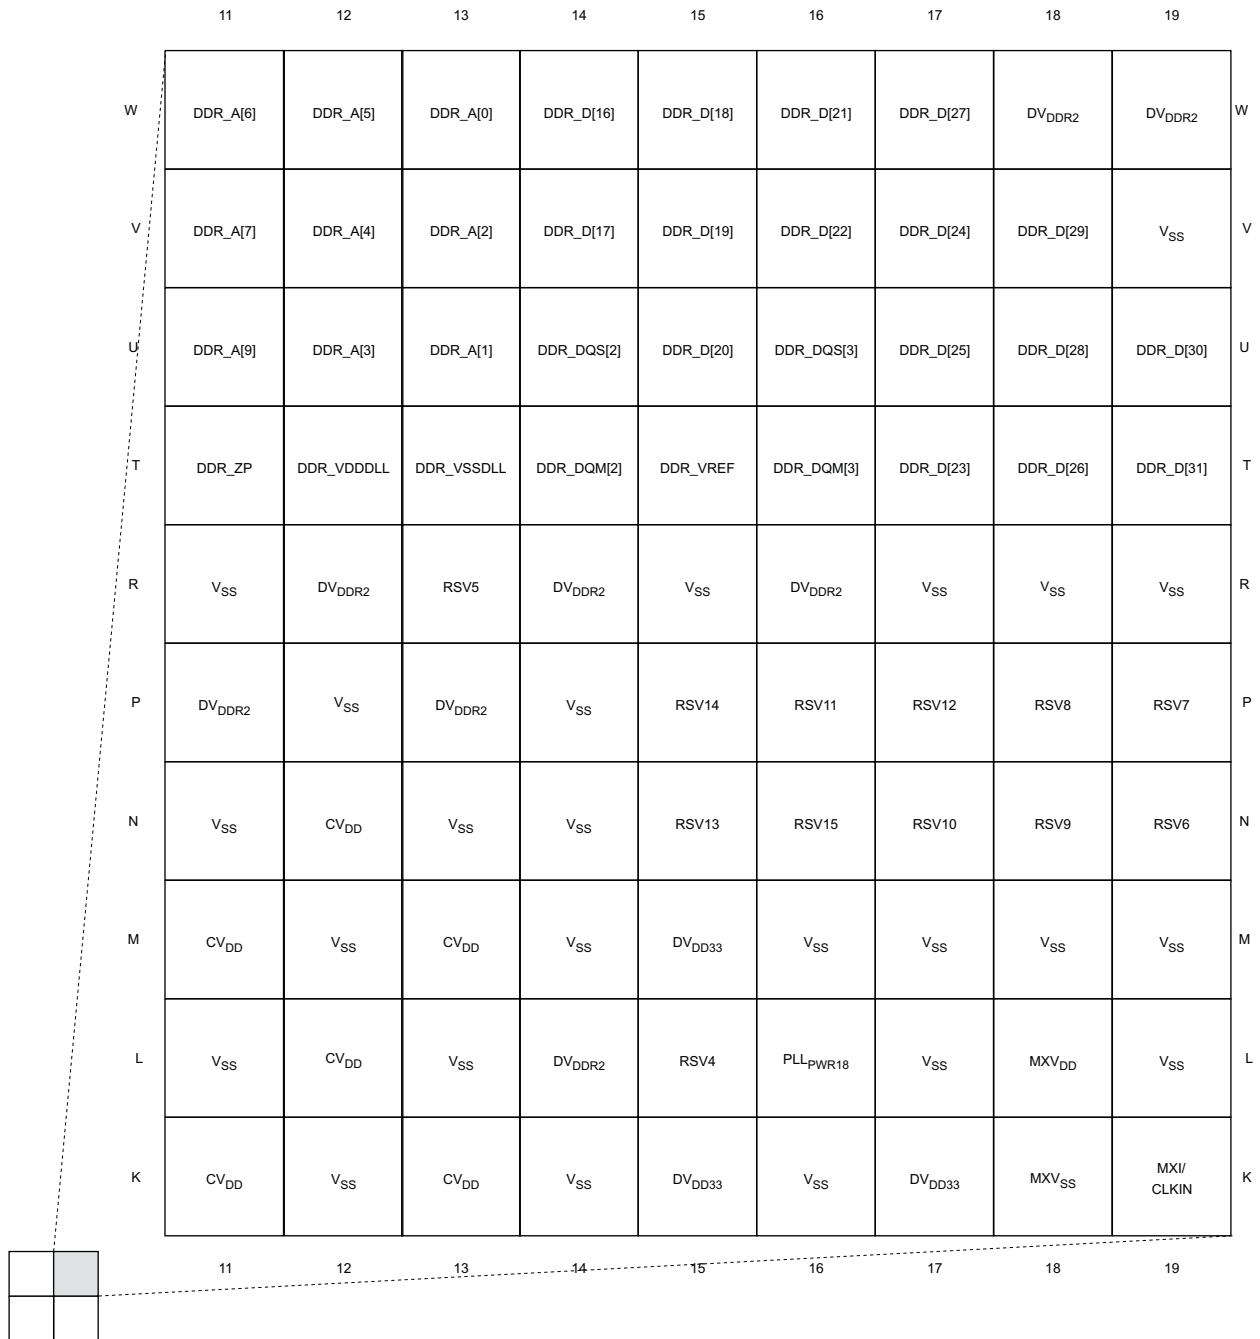 11 12 13 14 15 16 17 18 19
W DDR_A[6] DDR_A[5] DDR_A[0] DDR_D[16] DDR_D[18] DDR_D[21] DDR_D[27] DVDDR2 DVDDR2 W
V DDR_A[7] DDR_A[4] DDR_A[2] DDR_D[17] DDR_D[19] DDR_D[22] DDR_D[24] DDR_D[29] VSS V
U DDR_A[9] DDR_A[3] DDR_A[1] DDR_DQS[2] DDR_D[20] DDR_DQS[3] DDR_D[25] DDR_D[28] DDR_D[30] U
T DDR_ZP DDR_VDDDLL DDR_VSSDLL DDR_DQM[2] DDR_VREF DDR_DQM[3] DDR_D[23] DDR_D[26] DDR_D[31] T
R VSS DVDDR2 RSV5 DVDDR2 VSS DVDDR2 VSS VSS VSS R
P DVDDR2 VSS DVDDR2 VSS RSV14 RSV11 RSV12 RSV8 RSV7 P
N VSS CVDD VSS VSS RSV13 RSV15 RSV10 RSV9 RSV6 N
M CVDD VSS CVDD VSS DVDD33 VSS VSS VSS VSS M
L VSS CVDD VSS DVDDR2 RSV4 PLLPWR18 VSS MXVDD VSS L
K CVDD VSS CVDD VSS DVDD33 VSS DVDD33 MXVSS MXI/ K
CLKIN
11 12 13 14 15 16 17 18 19